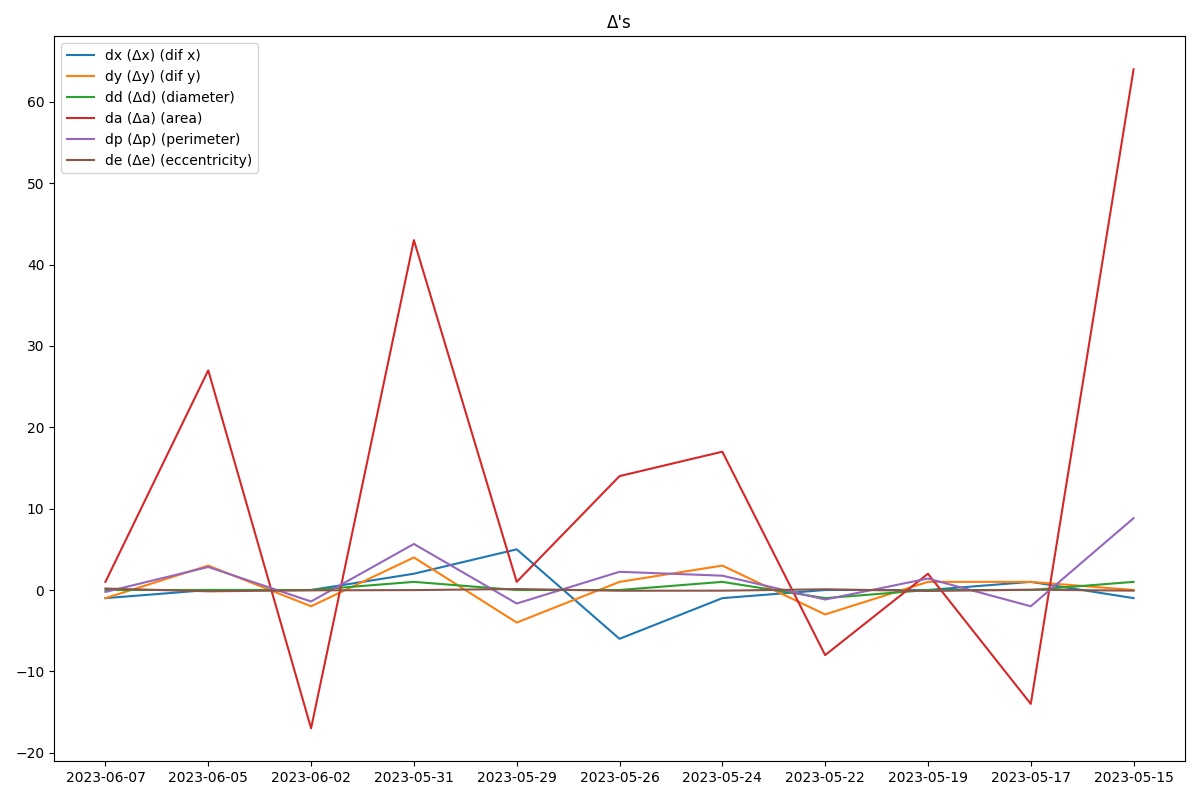 Δ's
dx (Δx) (dif x)
dy (Δy) (dif y)
dd (Δd) (diameter)
da (Δa) (area)
dp (Δp) (perimeter)
de (Δe) (eccentricity)
60
50
40
30
20
10
0
−10
−20
2023-06-07 2023-06-05 2023-06-02 2023-05-31 2023-05-29 2023-05-26 2023-05-24 2023-05-22 2023-05-19 2023-05-17 2023-05-15